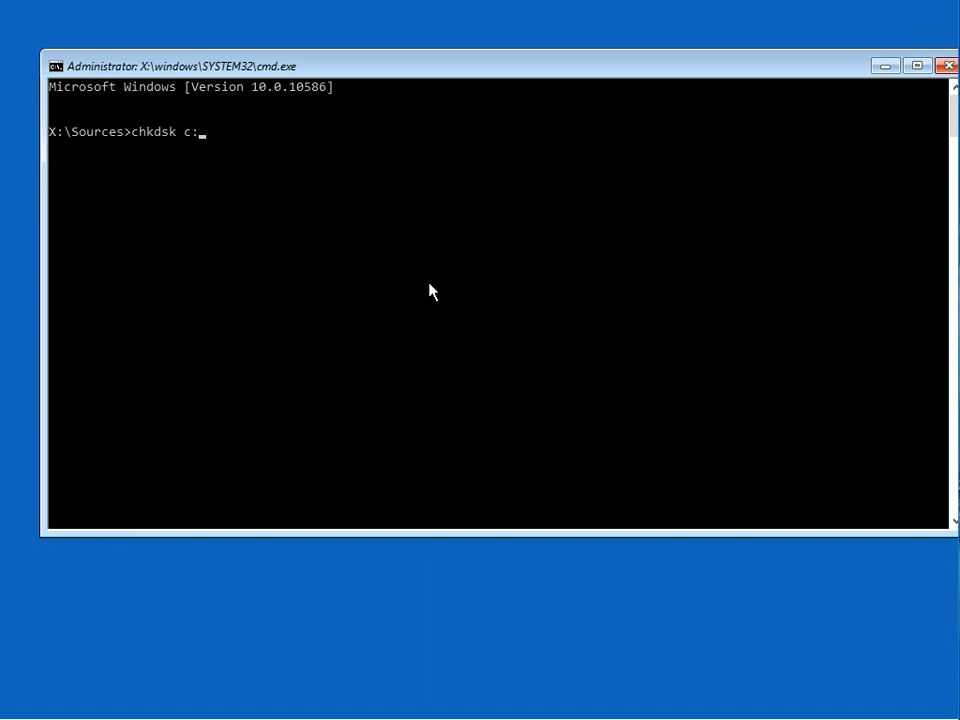 Administrator: X:\windows\SYSTEM32\cmd.exe
Microsoft Windows [Version 10.0.10586]
X:\Sources>chkdsk c: